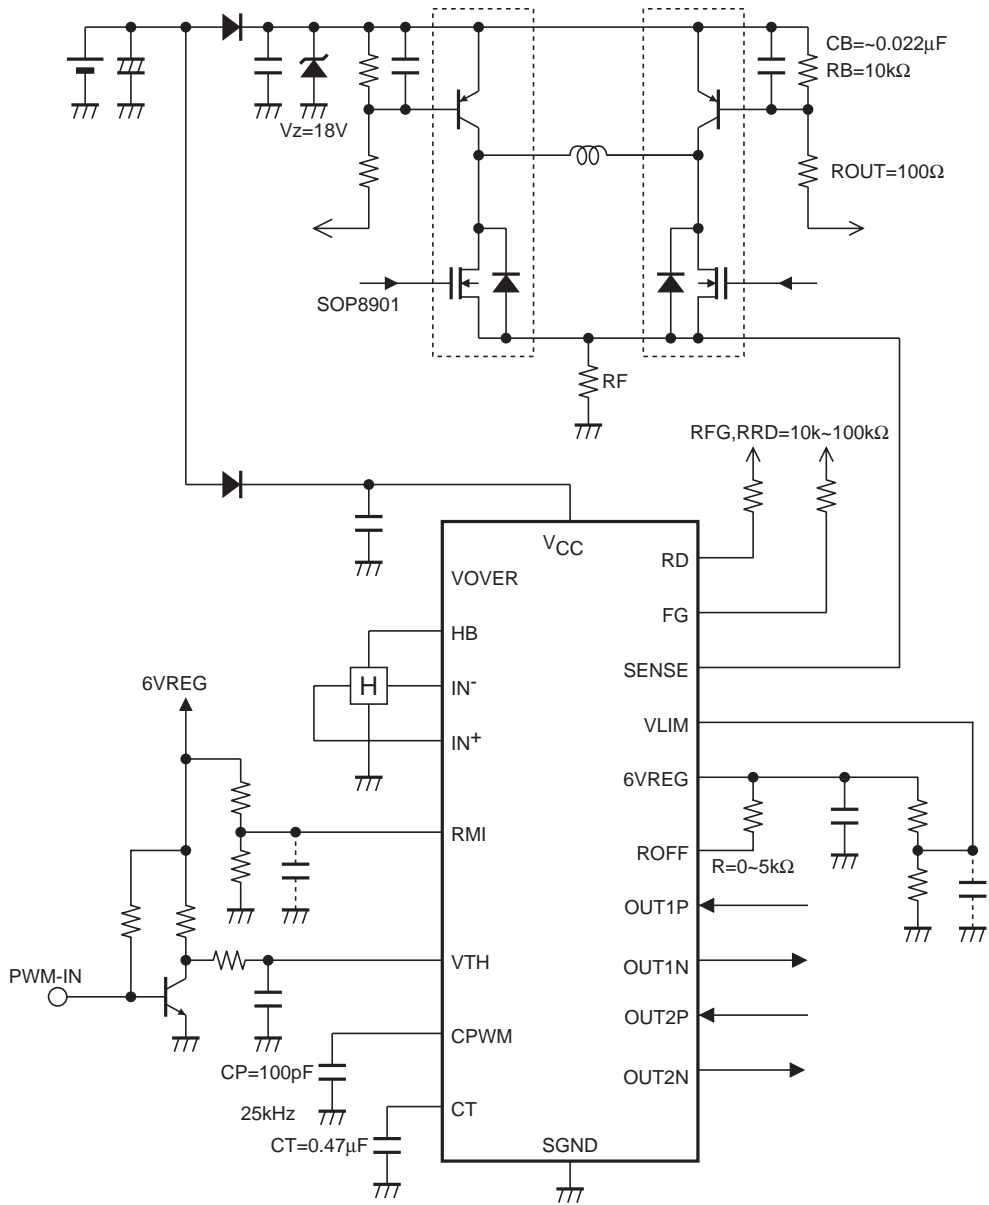 CB=~0.022μF
RB=10kΩ
Vz=18V
ROUT=100Ω
SOP8901
RF
RFG,RRD=10k~100kΩ
VCC
RD
VOVER
FG
HB
SENSE
H
IN-
6VREG
VLIM
IN+
6VREG
RMI
ROFF
R=0~5kΩ
OUT1P
VTH
OUT1N
PWM-IN
OUT2P
CPWM
CP=100pF
OUT2N
25kHz
CT
CT=0.47μF
SGND